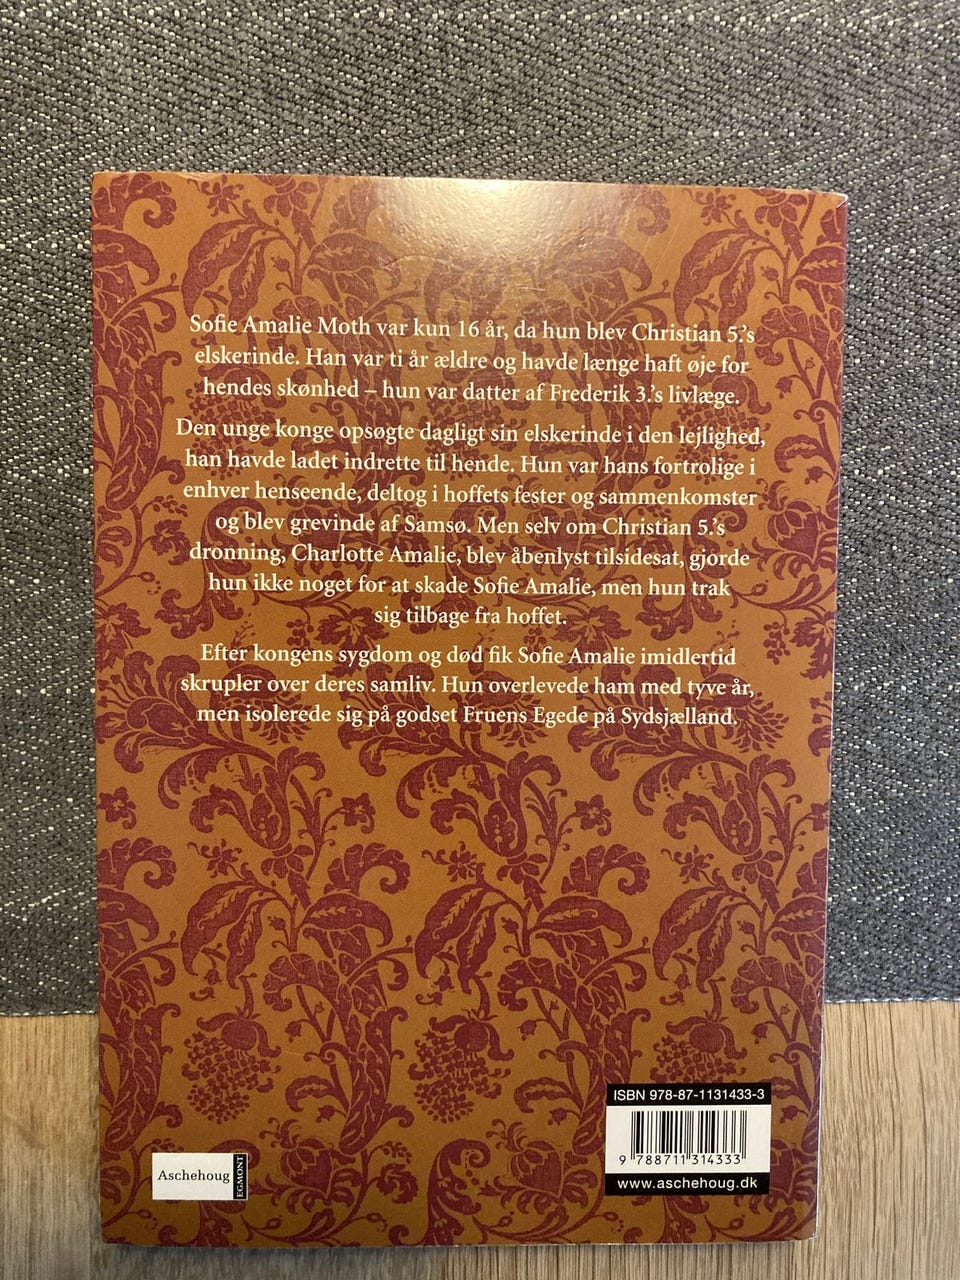 Sofie Amalie Moth var kun 16 år, da hun blev Christian 5.'s
elskerinde. Han var ti år ældre og havde længe haft øje for
hendes skønhed – hun var datter af Frederik 3.'s livlæge.
Den unge konge opsøgte dagligt sin elskerinde i den lejlighed,
han havde ladet indrette til hende. Hun var hans fortrolige i
enhver henseende, deltog i hoffets fester og sammenkomster
og blev grevinde af Samsø. Men selv om Christian 5.'s
dronning, Charlotte Amalie, blev åbenlyst tilsidesat, gjorde
hun ikke noget for at skade Sofie Amalie, men hun trak
sig tilbage fra hoffet.
Efter kongens sygdom og død fik Sofie Amalie imidlertid
skrupler over deres samliv. Hun overlevede ham med tyve år,
men isolerede sig på godset Fruens Egede på Sydsjælland.
ISBN 978-87-1131433-3
9 788711 314333
www.aschehoug.dk
Aschehoug
EGMONT